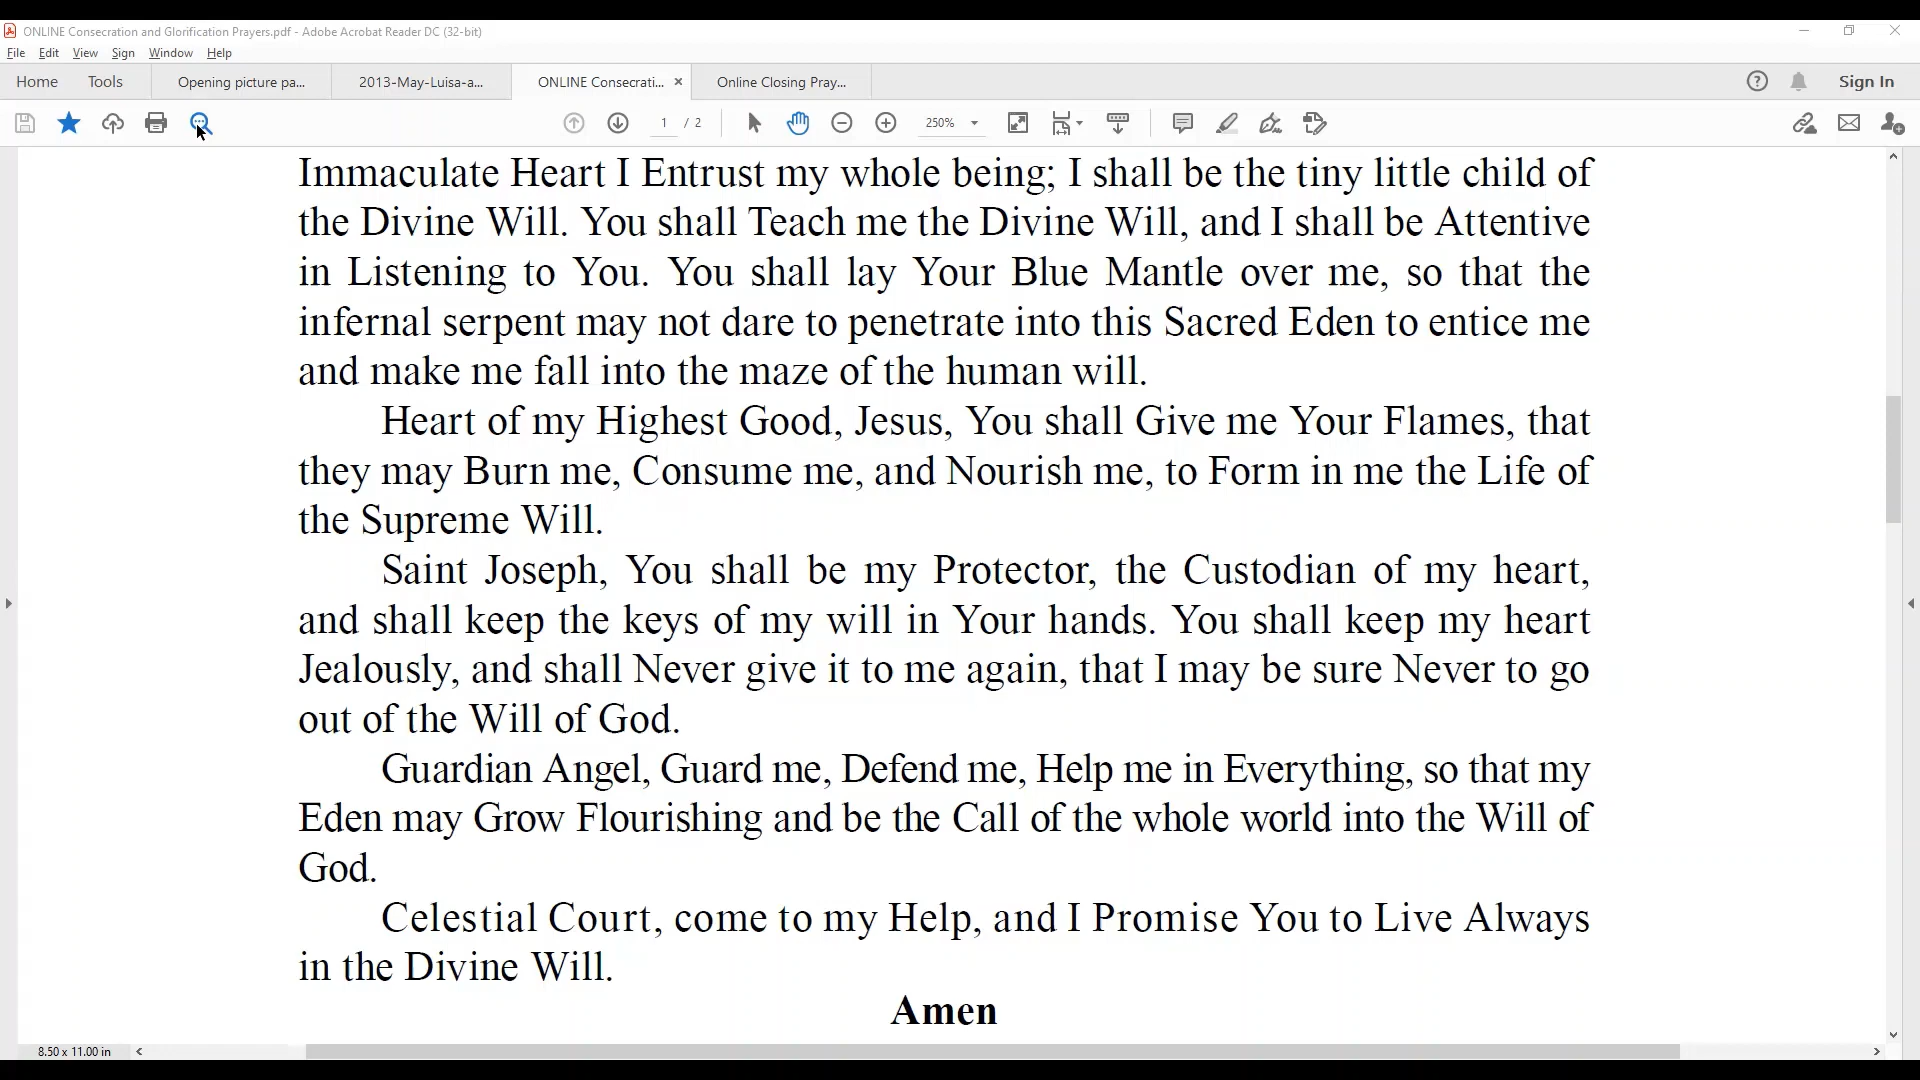 ONLINE Consecration and Glorification Prayers.pdf - Adobe Acrobat Reader DC (32-bit)
File Edit View Sign Window Help
Home Tools Opening picture pa... 2013-May-Luisa-a... ONLINE Consecrati... × Online Closing Pray... Sign In
1 / 2 250%
Immaculate Heart I Entrust my whole being; I shall be the tiny little child of
the Divine Will. You shall Teach me the Divine Will, and I shall be Attentive
in Listening to You. You shall lay Your Blue Mantle over me, so that the
infernal serpent may not dare to penetrate into this Sacred Eden to entice me
and make me fall into the maze of the human will.
Heart of my Highest Good, Jesus, You shall Give me Your Flames, that
they may Burn me, Consume me, and Nourish me, to Form in me the Life of
the Supreme Will.
Saint Joseph, You shall be my Protector, the Custodian of my heart,
and shall keep the keys of my will in Your hands. You shall keep my heart
Jealously, and shall Never give it to me again, that I may be sure Never to go
out of the Will of God.
Guardian Angel, Guard me, Defend me, Help me in Everything, so that my
Eden may Grow Flourishing and be the Call of the whole world into the Will of
God.
Celestial Court, come to my Help, and I Promise You to Live Always
in the Divine Will.
Amen
8.50 x 11.00 in